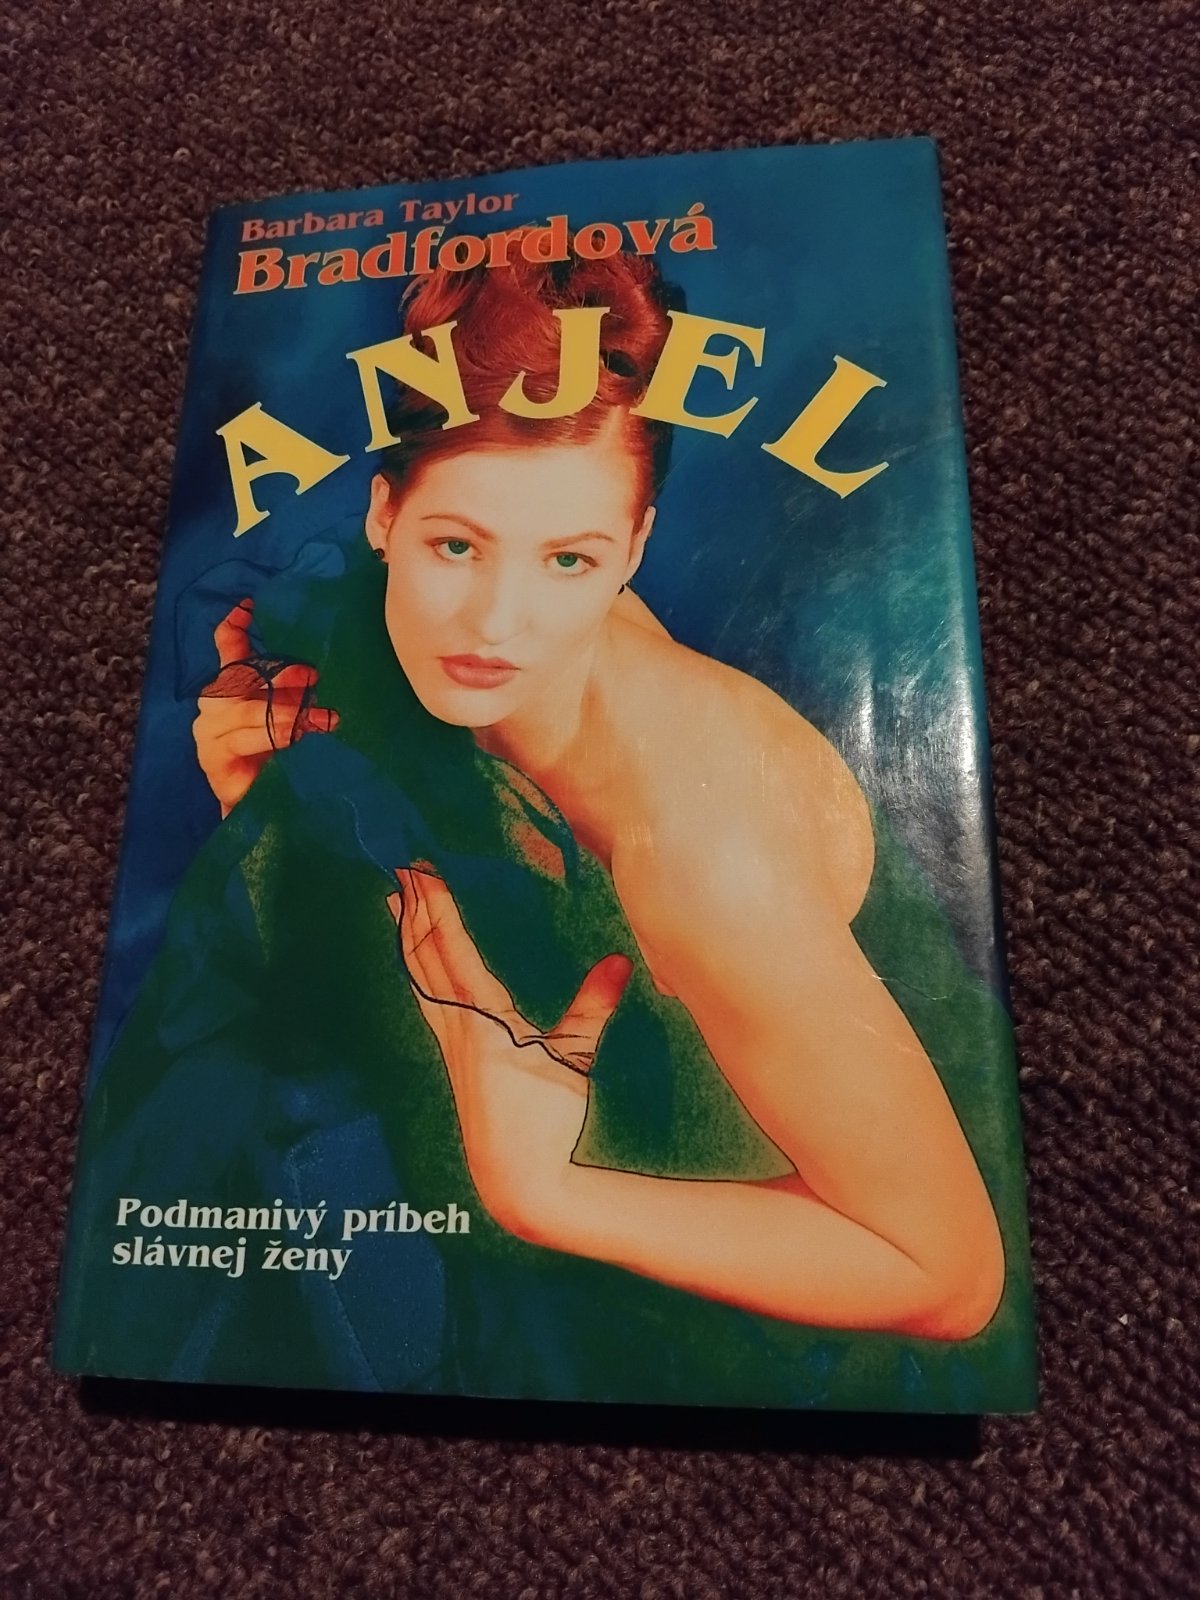 Barbara Taylor
Bradfordová
ANJEL
Podmanivý príbeh
slávnej ženy